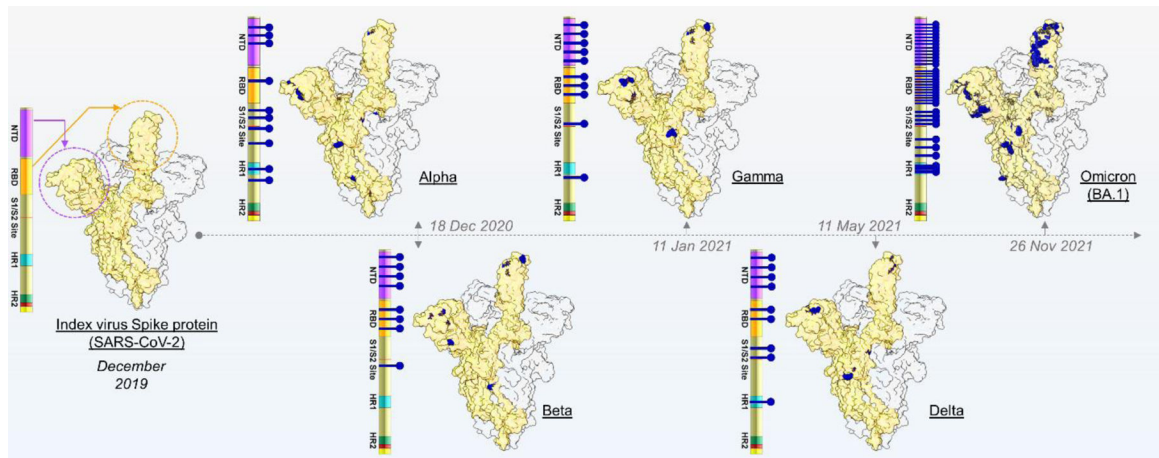 NTD
RBD
S1/S2 Site
HR1
HR2
Index virus Spike protein
(SARS-CoV-2)
December
2019
NTD
RBD
S1/S2 Site
HR1
HR2
Alpha
18 Dec 2020
NTD
RBD
S1/S2 Site
HR1
HR2
Beta
NTD
RBD
S1/S2 Site
HR1
HR2
Gamma
11 Jan 2021
NTD
RBD
S1/S2 Site
HR1
HR2
Delta
11 May 2021
NTD
RBD
S1/S2 Site
HR1
HR2
Omicron
(BA.1)
26 Nov 2021